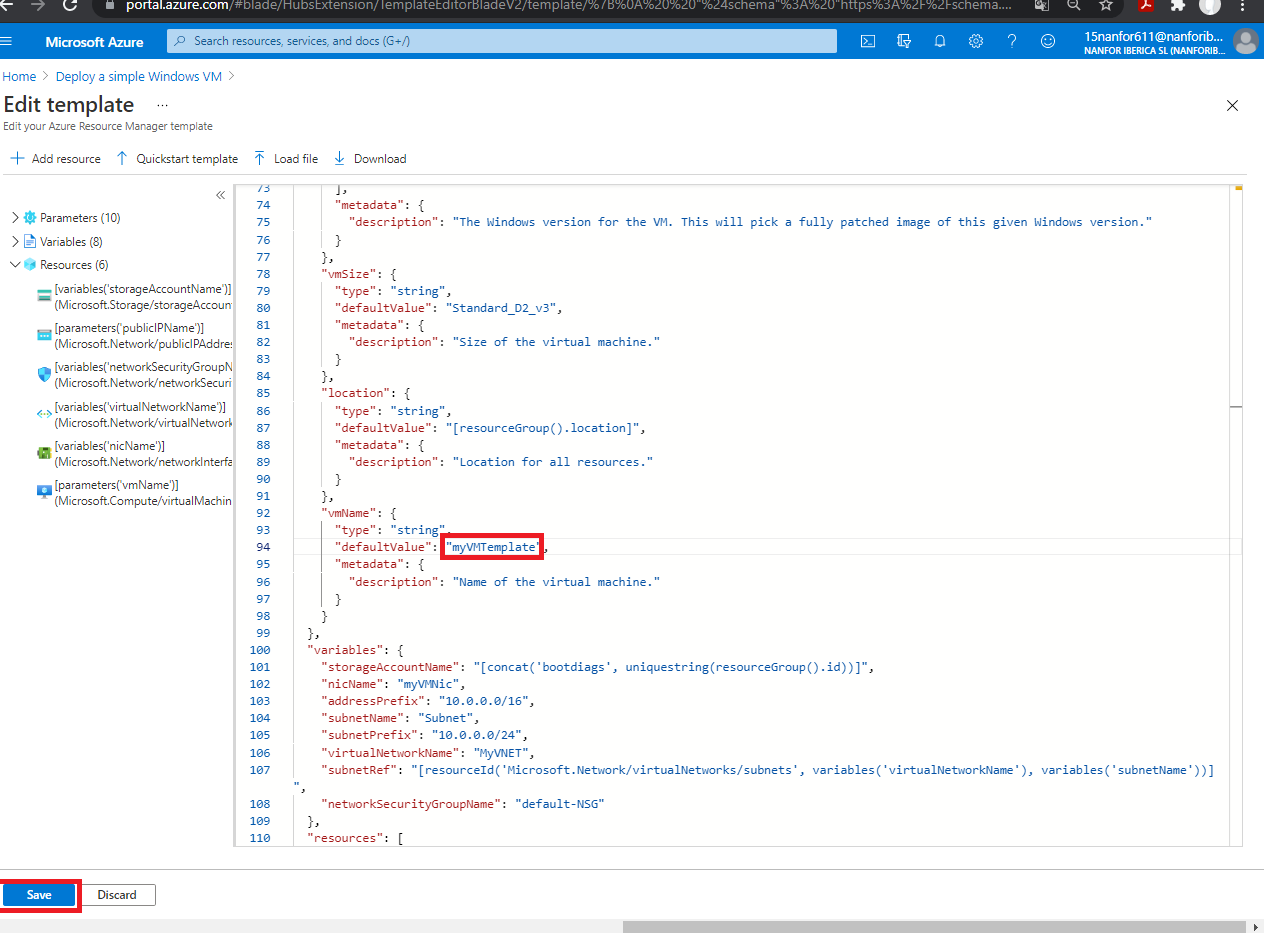 portal.azure.com/#blade/HubsExtension/TemplateEditorBladeV2/template/%7B%0A%20%20"%24schema"%3A%20"https%3A%2F%2Fschema....
Microsoft Azure
Search resources, services, and docs (G+/)
15nanfor611@nanforib...
NANFOR IBERICA SL (NANFORIB...
Home > Deploy a simple Windows VM >
Edit template ...
Edit your Azure Resource Manager template
Add resource
Quickstart template
Load file
Download
Parameters (10)
Variables (8)
Resources (6)
[variables('storageAccountName')]
(Microsoft.Storage/storageAccoun
[parameters('publicIPName')]
(Microsoft.Network/publicIPAddre
[variables('networkSecurityGroupN
(Microsoft.Network/networkSecuri
[variables('virtualNetworkName')]
(Microsoft.Network/virtualNetwork
[variables('nicName')]
(Microsoft.Network/networkInterfa
[parameters('vmName')]
(Microsoft.Compute/virtualMachin
73 ],
74 "metadata": {
75 "description": "The Windows version for the VM. This will pick a fully patched image of this given Windows version."
76 }
77 },
78 "vmSize": {
79 "type": "string",
80 "defaultValue": "Standard_D2_v3",
81 "metadata": {
82 "description": "Size of the virtual machine."
83 }
84 },
85 "location": {
86 "type": "string",
87 "defaultValue": "[resourceGroup().location]",
88 "metadata": {
89 "description": "Location for all resources."
90 }
91 },
92 "vmName": {
93 "type": "string",
94 "defaultValue": "myVMTemplate",
95 "metadata": {
96 "description": "Name of the virtual machine."
97 }
98 }
99 },
100 "variables": {
101 "storageAccountName": "[concat('bootdiags', uniquestring(resourceGroup().id))]",
102 "nicName": "myVMNic",
103 "addressPrefix": "10.0.0.0/16",
104 "subnetName": "Subnet",
105 "subnetPrefix": "10.0.0.0/24",
106 "virtualNetworkName": "MyVNET",
107 "subnetRef": "[resourceId('Microsoft.Network/virtualNetworks/subnets', variables('virtualNetworkName'), variables('subnetName'))]
",
108 "networkSecurityGroupName": "default-NSG"
109 },
110 "resources": [
Save
Discard